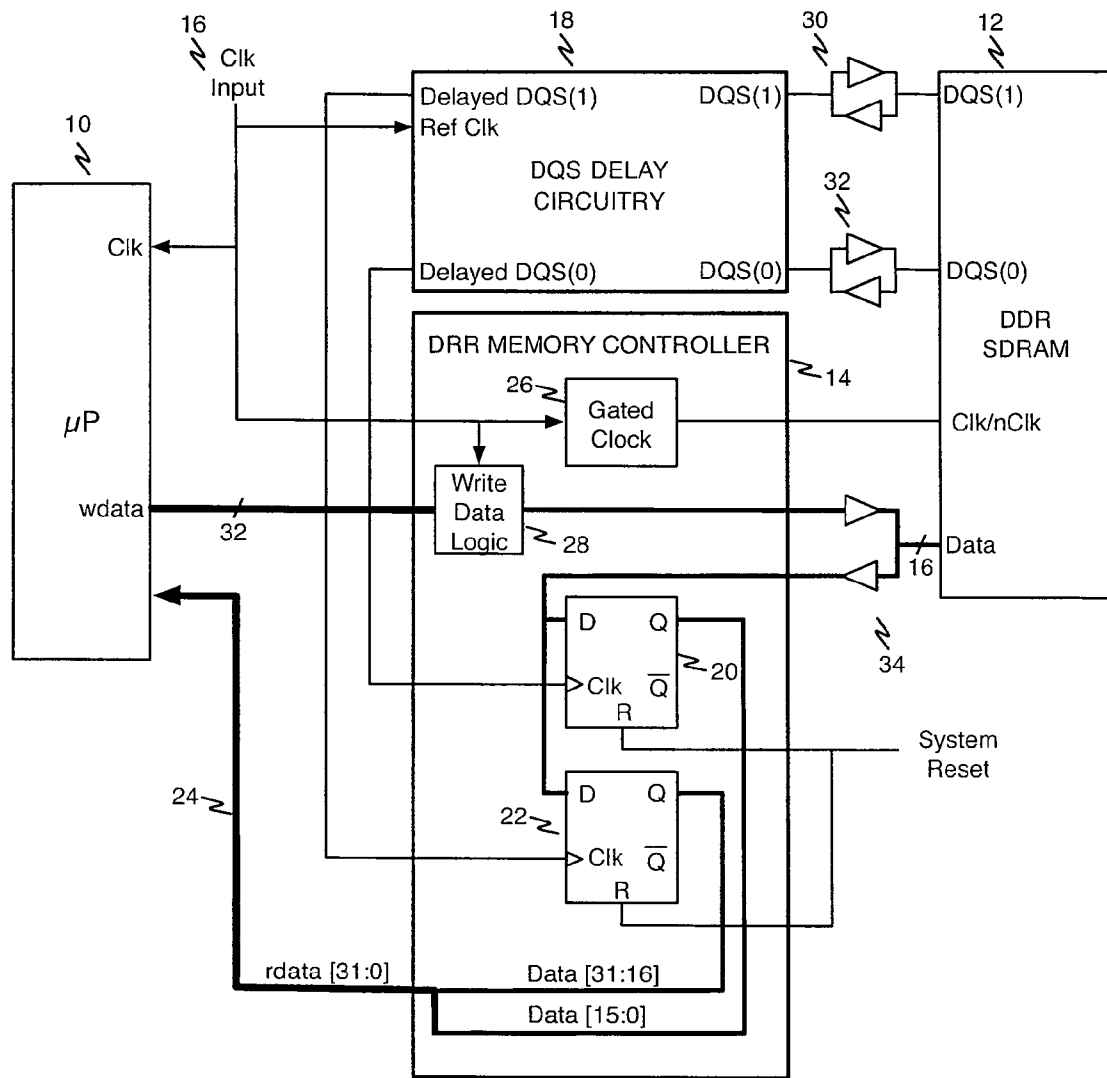 16
Clk
Input
18
30
12
Delayed DQS(1)
DQS(1)
DQS(1)
Ref Clk
10
DQS DELAY
CIRCUITRY
32
Clk
Delayed DQS(0)
DQS(0)
DQS(0)
DDR
SDRAM
DRR MEMORY CONTROLLER
14
26
Gated
Clock
Clk/nClk
µP
wdata
32
Write
Data
Logic
28
Data
16
34
D
Q
20
Clk
Q
R
System
Reset
24
D
Q
22
Clk
Q
R
rdata [31:0]
Data [31:16]
Data [15:0]